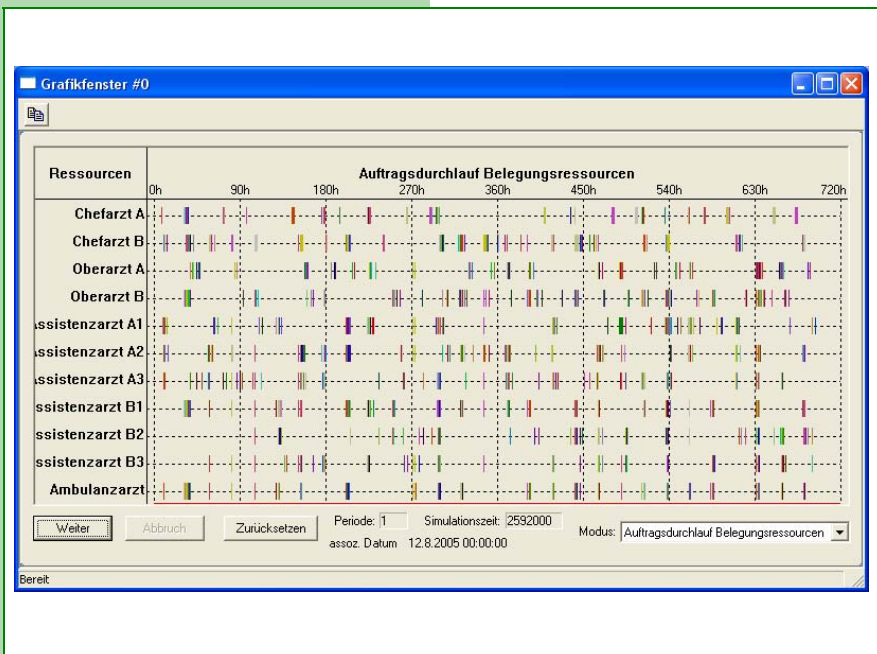 Grafikfenster #0
Ressourcen
Auftragsdurchlauf Belegungsressourcen
0h 90h 180h 270h 360h 450h 540h 630h 720h
Chefarzt A
Chefarzt B
Oberarzt A
Oberarzt B
ssistenzarzt A1
ssistenzarzt A2
ssistenzarzt A3
ssistenzarzt B1
ssistenzarzt B2
ssistenzarzt B3
Ambulanzarzt
Weiter Abbruch Zurücksetzen Periode: 1 Simulationszeit: 2592000
assoz. Datum 12.8.2005 00:00:00
Modus: Auftragsdurchlauf Belegungsressourcen
Bereit